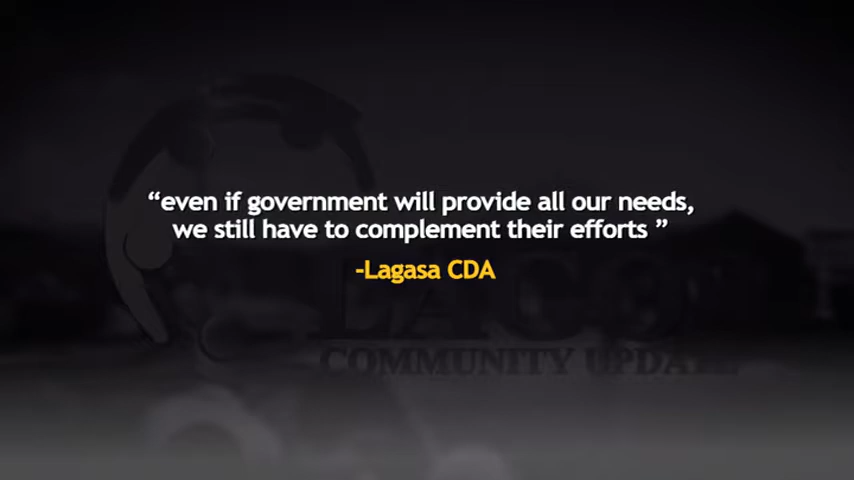 “even if government will provide all our needs,
we still have to complement their efforts ”
-Lagasa CDA
COMMUNITY UPDATE